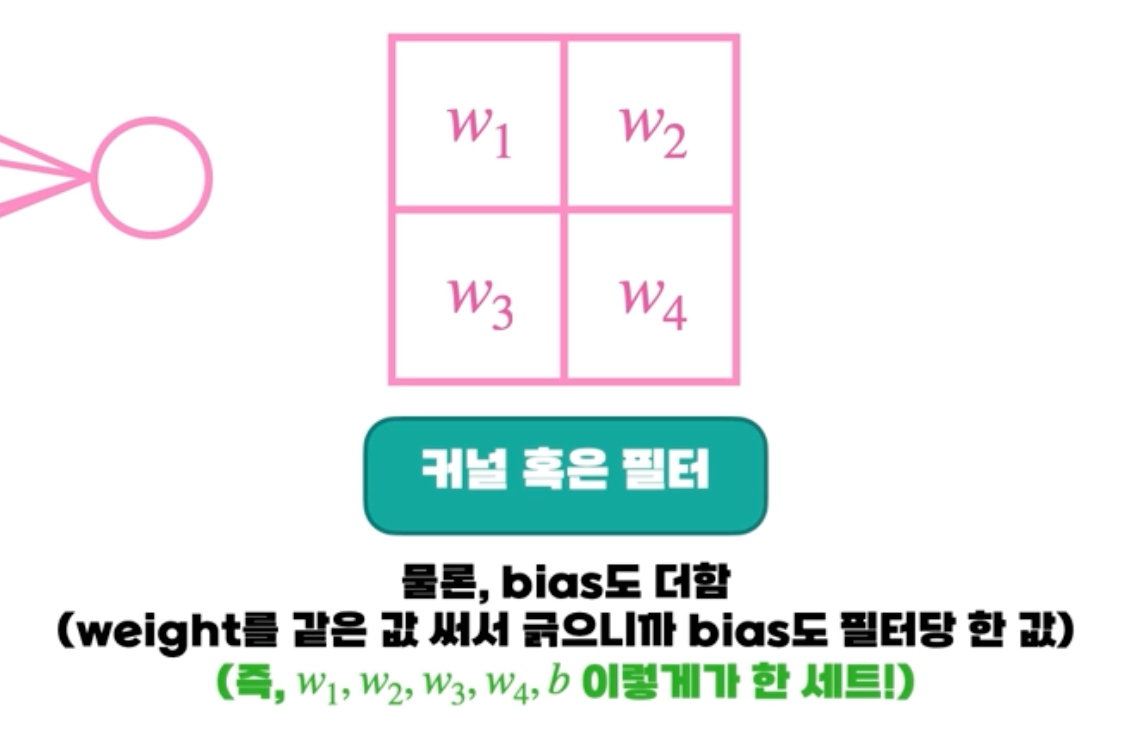 w₁ w₂
w₃ w₄
커널 혹은 필터
물론, bias도 더함
(weight를 같은 값 써서 긁으니까 bias도 필터당 한 값)
(즉, w₁, w₂, w₃, w₄, b 이렇게가 한 세트!)